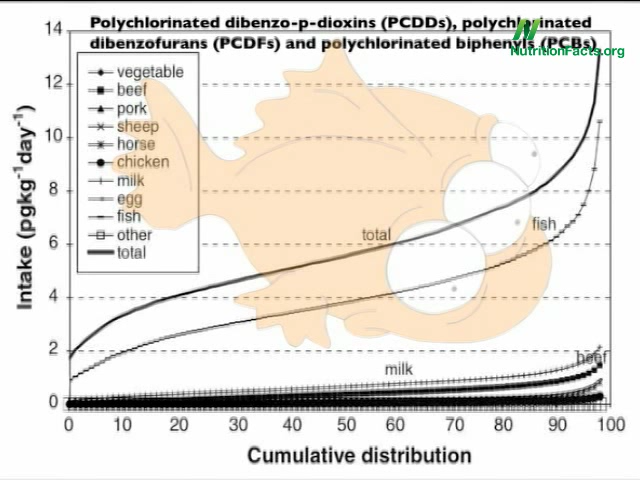 Polychlorinated dibenzo-p-dioxins (PCDDs), polychlorinated
dibenzofurans (PCDFs) and polychlorinated biphenyls (PCBs)
NutritionFacts.org
14
12
10
8
6
4
2
0
Intake (pgkg⁻¹day⁻¹)
vegetable
beef
pork
sheep
horse
chicken
milk
egg
fish
other
total
total
fish
milk
beef
0 10 20 30 40 50 60 70 80 90 100
Cumulative distribution